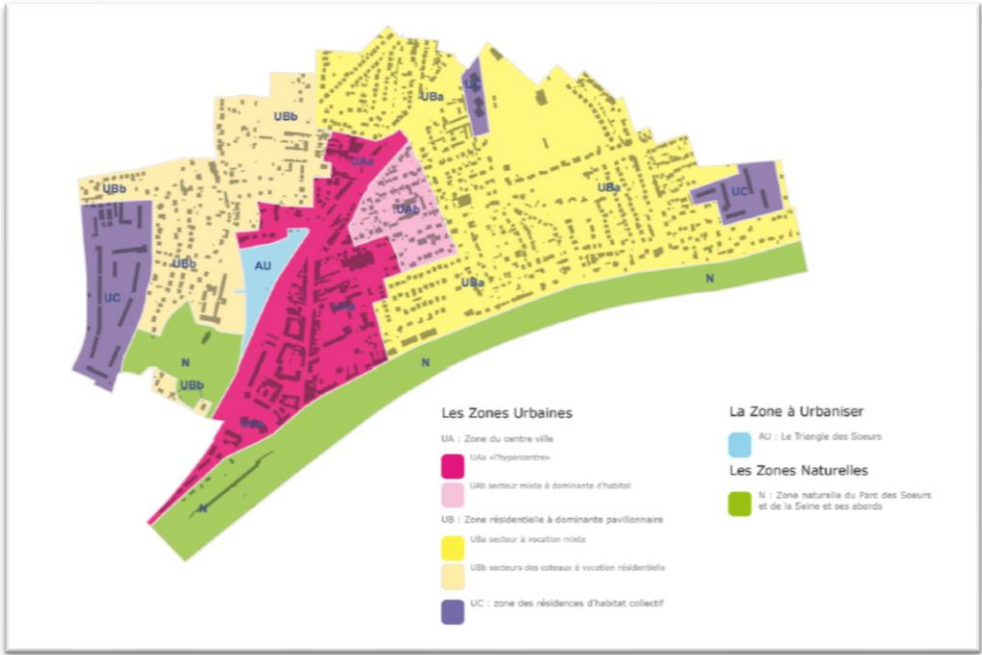 UBa
UC
UBb
UAa
UBb
UBa
UC
UAb
UBb
AU
UBa
N
UC
UAa
N
N
UBb
UAa
N
Les Zones Urbaines
UA : Zone du centre ville
UAa «l'hypercentre»
UAb secteur mixte à dominante d'habitat
UB : Zone résidentielle à dominante pavillonnaire
UBa secteur à vocation mixte
UBb secteurs des coteaux à vocation résidentielle
UC : zone des résidences d'habitat collectif
La Zone à Urbaniser
AU : Le Triangle des Soeurs
Les Zones Naturelles
N : Zone naturelle du Parc des Soeurs
et de la Seine et ses abords